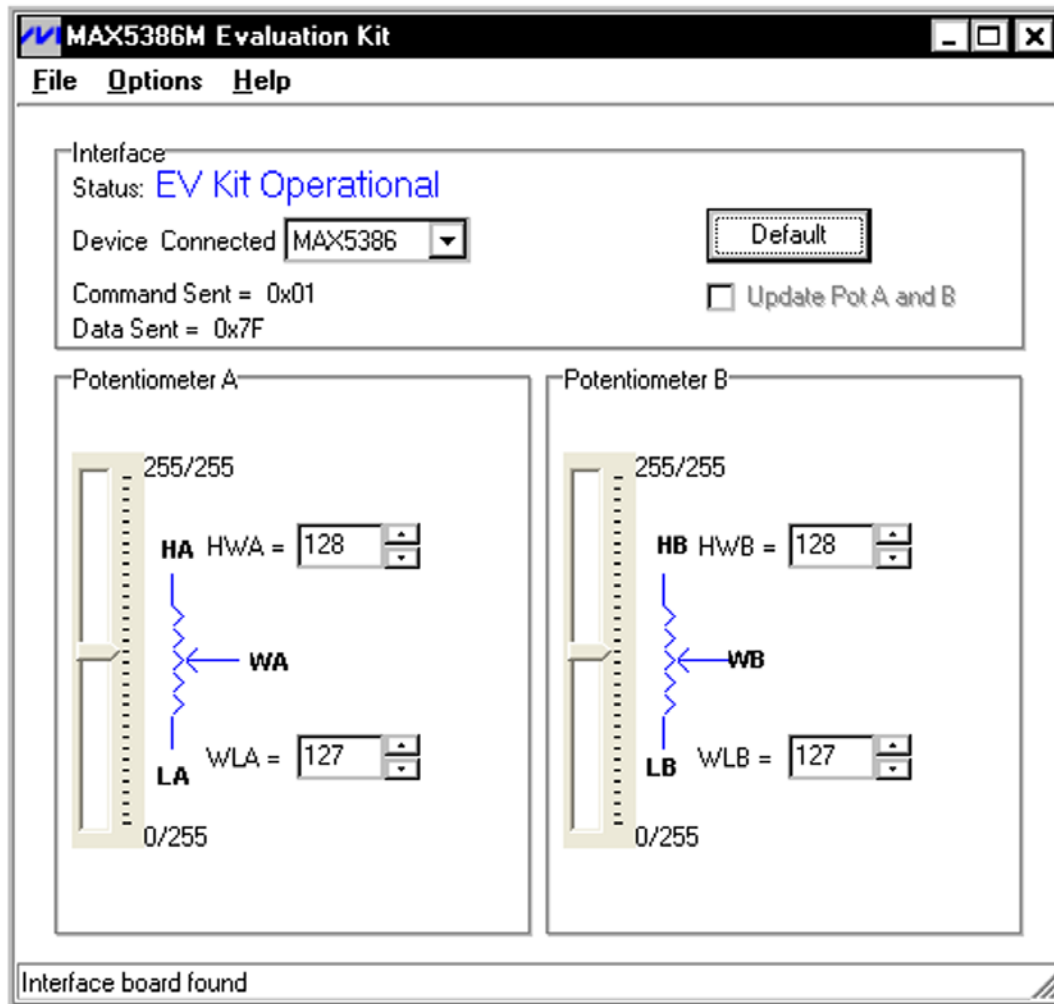 MAX5386M Evaluation Kit
File Options Help
Interface
Status: EV Kit Operational
Device Connected MAX5386
Default
Command Sent = 0x01
Update Pot A and B
Data Sent = 0x7F
Potentiometer A
255/255
HA HWA = 128
WA
LA WLA = 127
0/255
Potentiometer B
255/255
HB HWB = 128
WB
LB WLB = 127
0/255
Interface board found